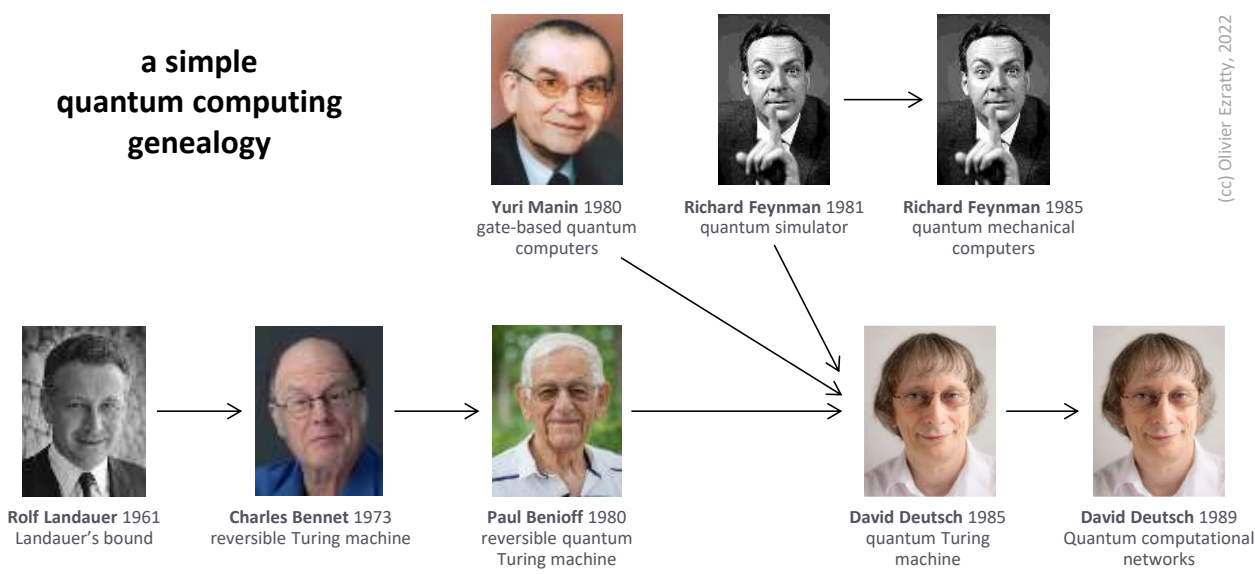 a simple
quantum computing
genealogy
(cc) Olivier Ezratty, 2022
Yuri Manin 1980
gate-based quantum
computers
Richard Feynman 1981
quantum simulator
Richard Feynman 1985
quantum mechanical
computers
Rolf Landauer 1961
Landauer's bound
Charles Bennet 1973
reversible Turing machine
Paul Benioff 1980
reversible quantum
Turing machine
David Deutsch 1985
quantum Turing
machine
David Deutsch 1989
Quantum computational
networks